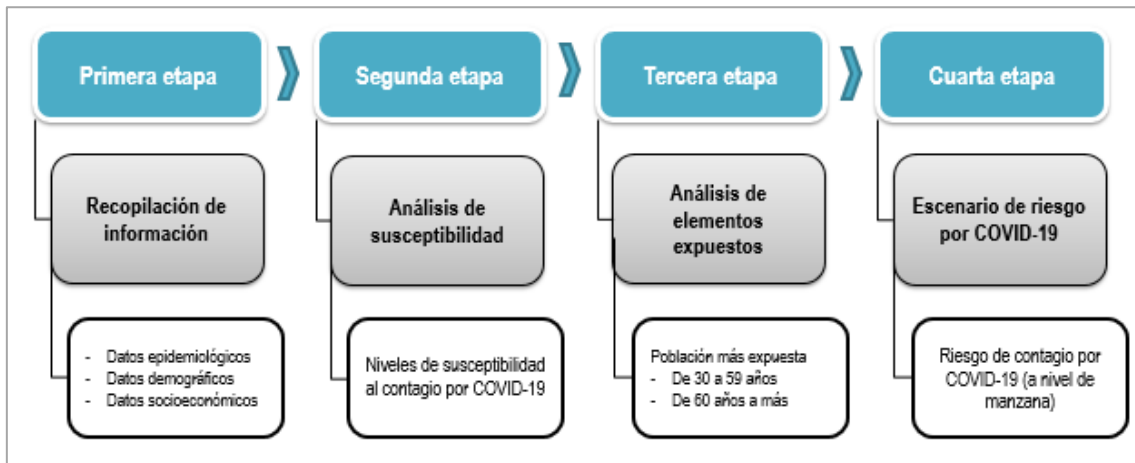 Primera etapa
Segunda etapa
Tercera etapa
Cuarta etapa
Recopilación de
información
Análisis de
susceptibilidad
Análisis de
elementos
expuestos
Escenario de riesgo
por COVID-19
- Datos epidemiológicos
- Datos demográficos
- Datos socioeconómicos
Niveles de susceptibilidad
al contagio por COVID-19
Población más expuesta
- De 30 a 59 años
- De 60 años a más
Riesgo de contagio por
COVID-19 (a nivel de
manzana)